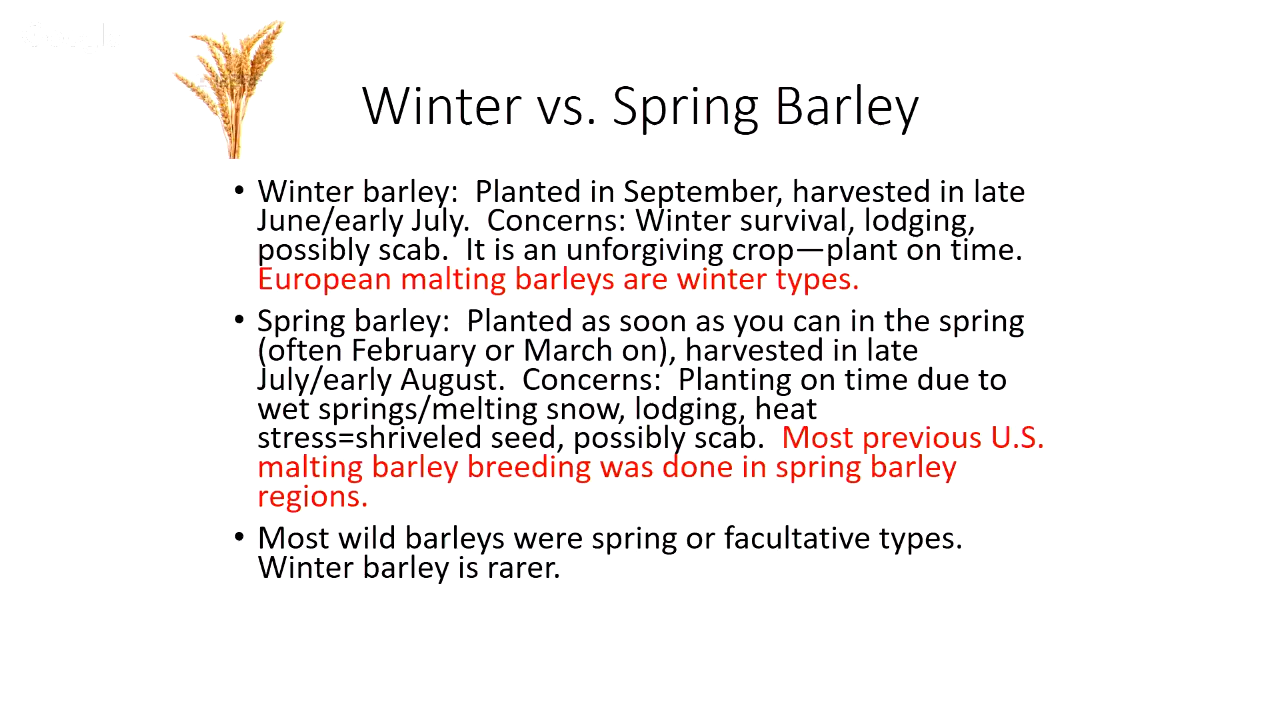 Winter vs. Spring Barley
• Winter barley:  Planted in September, harvested in late
June/early July.  Concerns: Winter survival, lodging,
possibly scab.  It is an unforgiving crop—plant on time.
European malting barleys are winter types.
• Spring barley:  Planted as soon as you can in the spring
(often February or March on), harvested in late
July/early August.  Concerns:  Planting on time due to
wet springs/melting snow, lodging, heat
stress=shriveled seed, possibly scab.  Most previous U.S.
malting barley breeding was done in spring barley
regions.
• Most wild barleys were spring or facultative types.
Winter barley is rarer.